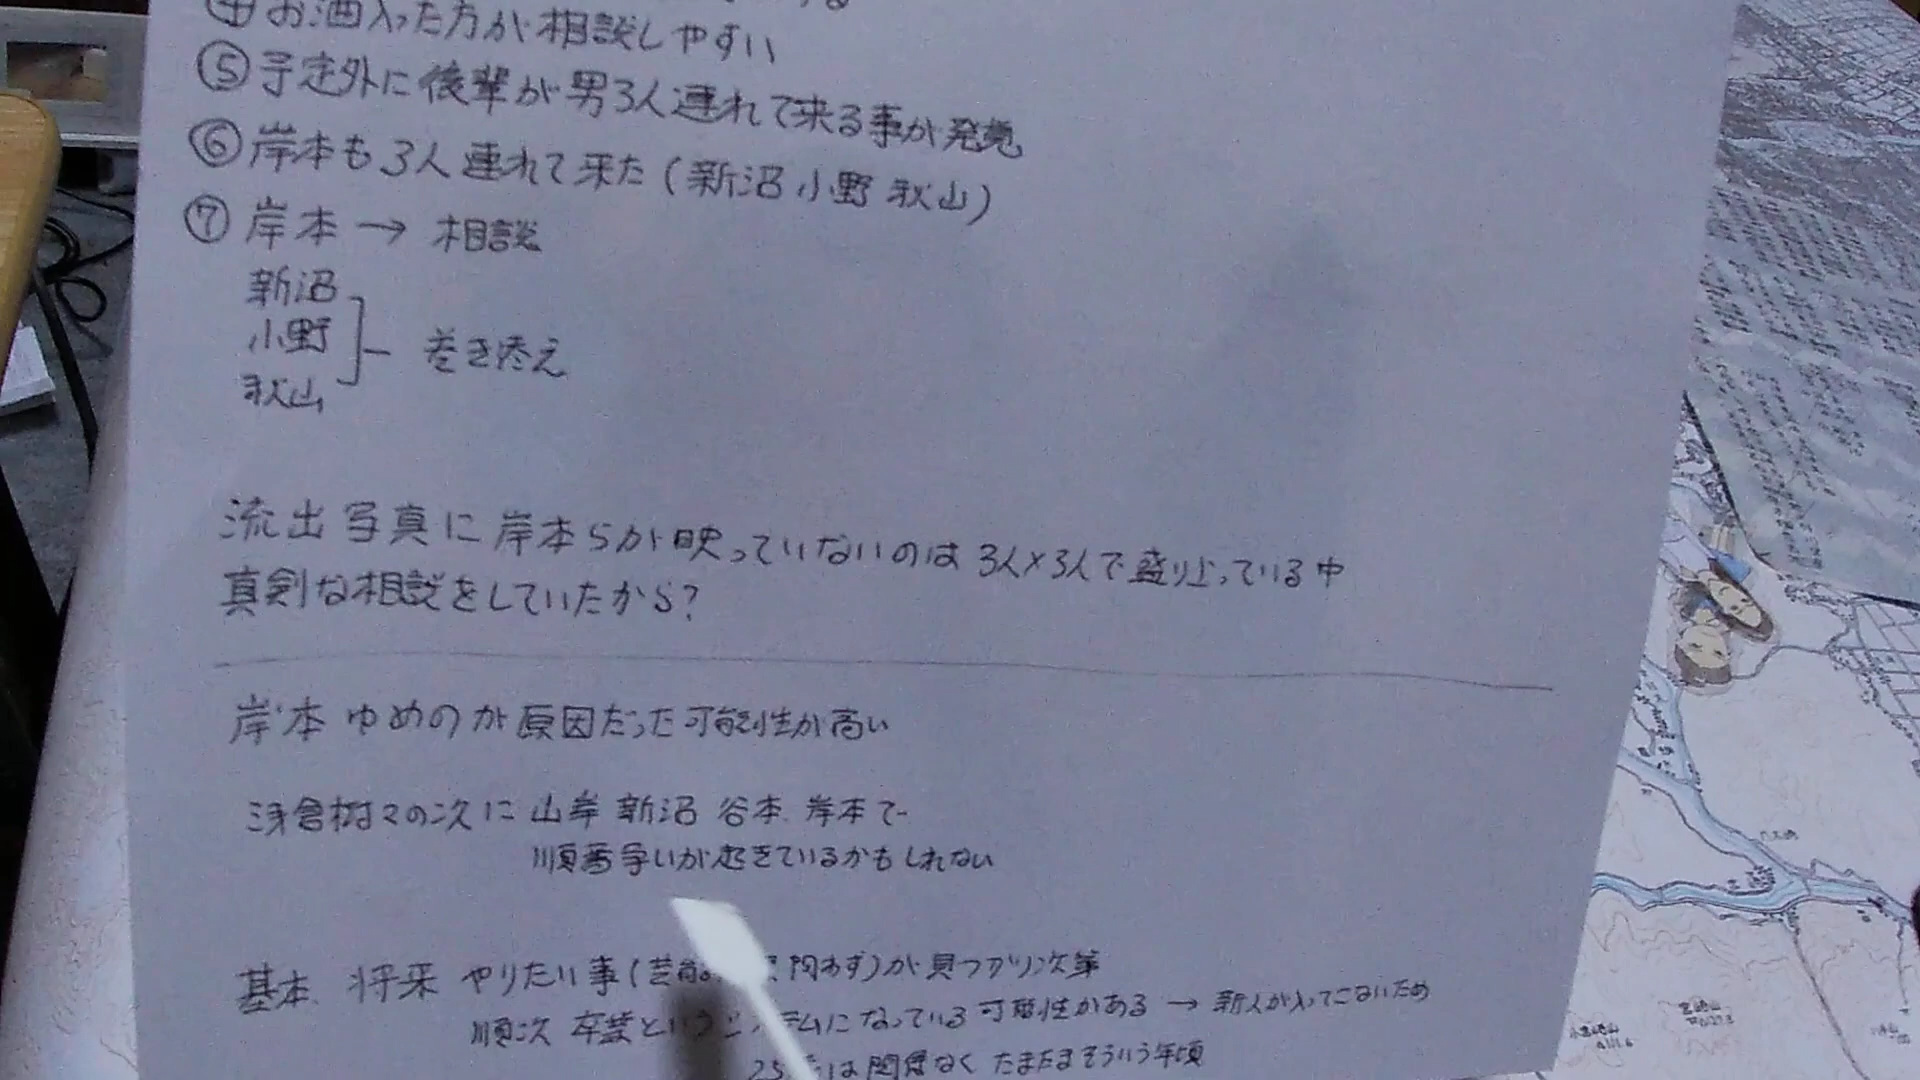 ④お酒入った方が相談しやすい
⑤予定外に後輩が男3人連れて来る事が発覚
⑥岸本も3人連れて来た(新沼 小野 秋山)
⑦岸本 → 相談
新沼
小野 巻き添え
秋山
流出写真に岸本らが映っていないのは 3人×3人で盛り上っている中
真剣な相談をしていたから?
岸本ゆめのが原因だった可能性が高い
浅倉樹々の次に 山岸 新沼 谷本 岸本で
順番争いが起きているかもしれない
基本 将来 やりたい事(芸能 問わず)が見つかり次第
順次 卒業という テムになっている可能性がある → 新人が入ってこないため
25 は関係なく たまたまそういう年頃